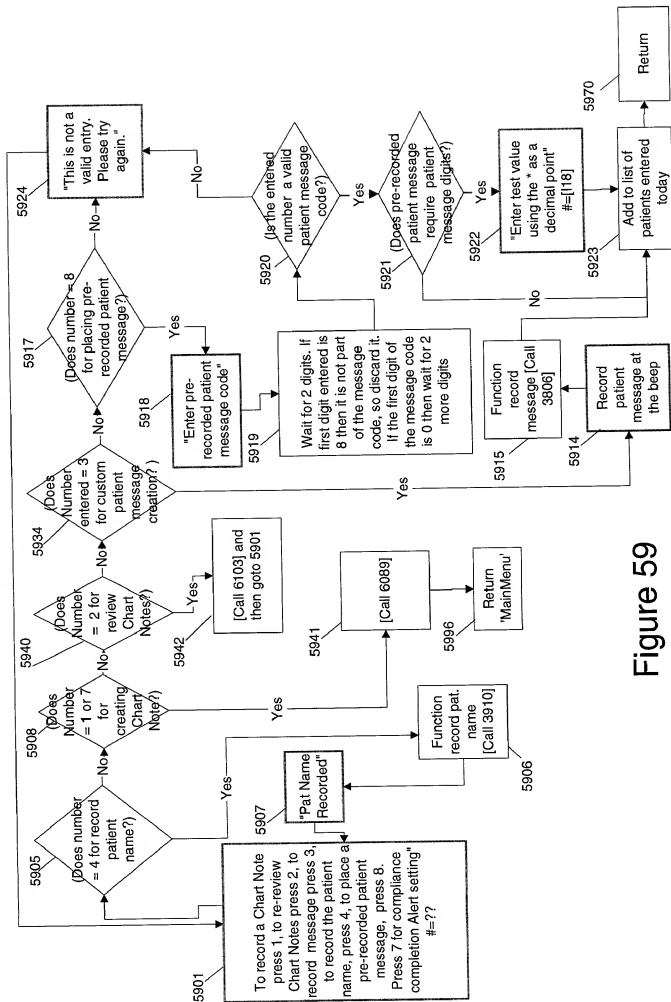 5901
To record a Chart Note
press 1, to re-review
Chart Notes press 2, to
record message press 3,
to record the patient
name, press 4, to place a
pre-recorded patient
message, press 8.
Press 7 for compliance
completion Alert setting"
#=??
5905
(Does number
= 4 for record
patient
name?)
No
Yes
5906
Function
record pat.
name
[Call 3910]
5907
"Pat Name
Recorded"
5908
(Does
Number
= 1 or 7
for
creating
Chart
Note?)
No
Yes
5941
[Call 6089]
5996
Return
'MainMenu'
5940
(Does
Number
= 2 for
review
Chart
Notes?)
No
Yes
5942
[Call 6103] and
then goto 5901
5934
(Does
Number
entered = 3
for custom
patient
message
creation?)
No
Yes
5914
Record
patient
message at
the beep
5915
Function
record
message [Call
3806]
5917
(Does number = 8
for placing pre-
recorded patient
message?)
No
Yes
5918
"Enter pre-
recorded patient
message code"
5919
Wait for 2 digits. If
first digit entered is
8 then it is not part
of the message
code, so discard it.
If the first digit of
the message code
is 0 then wait for 2
more digits
5920
(Is the entered
number a valid
patient message
code?)
No
Yes
5924
"This is not a
valid entry.
Please try
again."
5921
(Does pre-recorded
patient message
require patient
message digits?)
No
Yes
5922
"Enter test value
using the * as a
decimal point"
#=[I18]
5923
Add to list of
patients entered
today
5970
Return
Figure 59